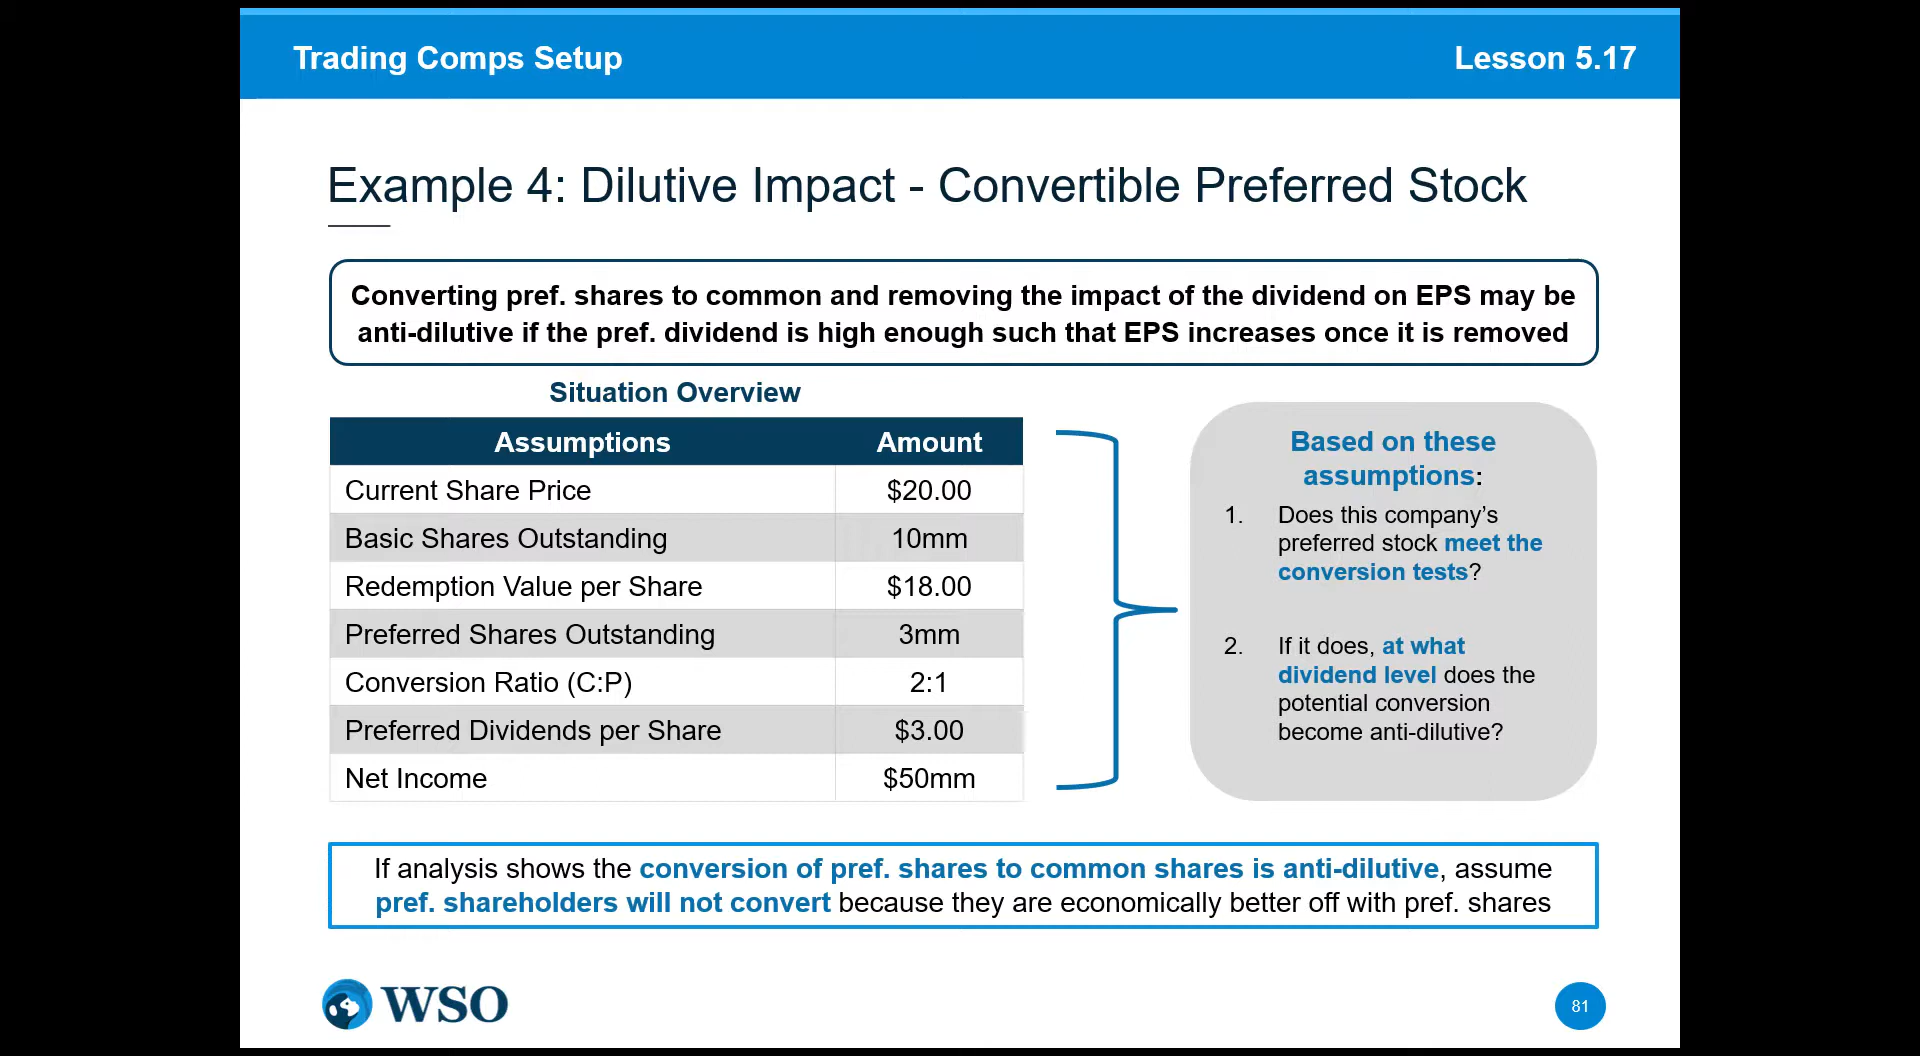 Trading Comps Setup
Lesson 5.17
Example 4: Dilutive Impact - Convertible Preferred Stock
Converting pref. shares to common and removing the impact of the dividend on EPS may be
anti-dilutive if the pref. dividend is high enough such that EPS increases once it is removed
Situation Overview
Assumptions Amount
Current Share Price $20.00
Basic Shares Outstanding 10mm
Redemption Value per Share $18.00
Preferred Shares Outstanding 3mm
Conversion Ratio (C:P) 2:1
Preferred Dividends per Share $3.00
Net Income $50mm
Based on these
assumptions:
1. Does this company’s
preferred stock meet the
conversion tests?
2. If it does, at what
dividend level does the
potential conversion
become anti-dilutive?
If analysis shows the conversion of pref. shares to common shares is anti-dilutive, assume
pref. shareholders will not convert because they are economically better off with pref. shares
WSO
81